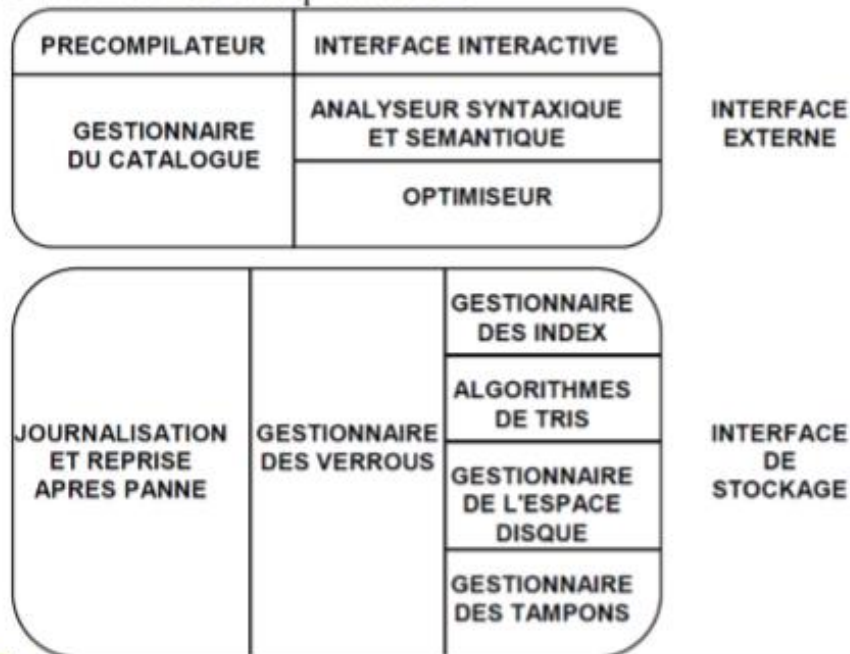 PRECOMPILATEUR
INTERFACE INTERACTIVE
GESTIONNAIRE
DU CATALOGUE
ANALYSEUR SYNTAXIQUE
ET SEMANTIQUE
OPTIMISEUR
INTERFACE
EXTERNE
JOURNALISATION
ET REPRISE
APRES PANNE
GESTIONNAIRE
DES VERROUS
GESTIONNAIRE
DES INDEX
ALGORITHMES
DE TRIS
GESTIONNAIRE
DE L'ESPACE
DISQUE
GESTIONNAIRE
DES TAMPONS
INTERFACE
DE
STOCKAGE